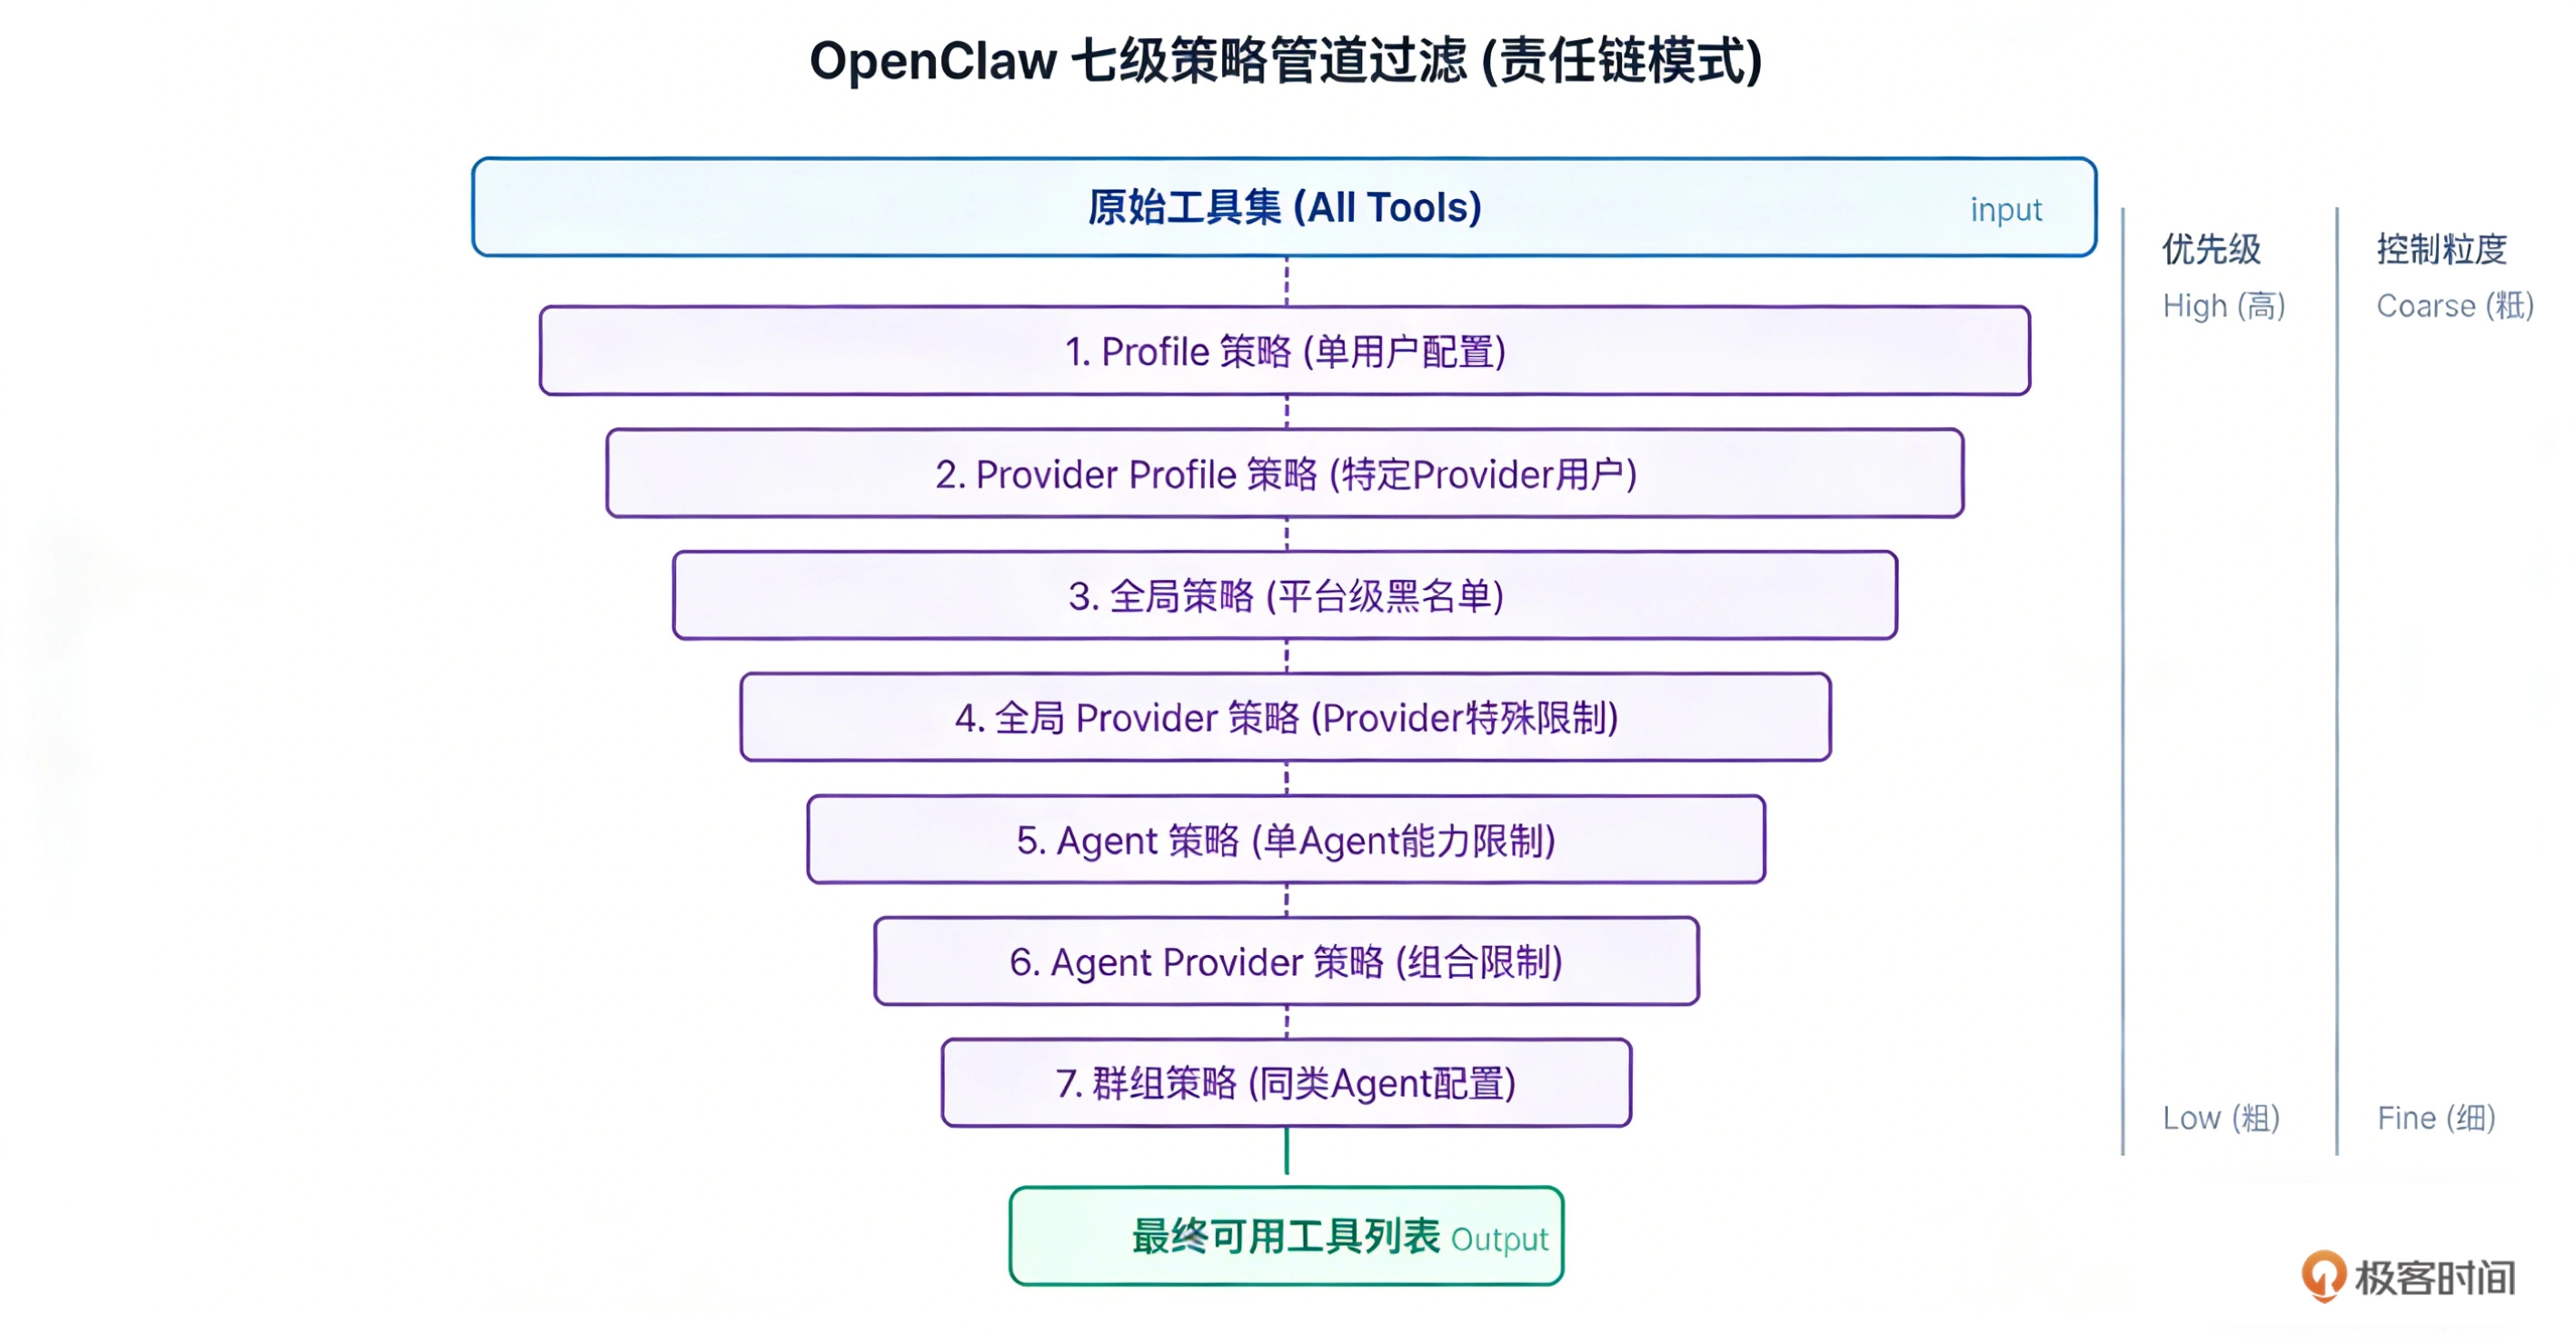 OpenClaw 七级策略管道过滤 (责任链模式)
原始工具集 (All Tools)
input
优先级
控制粒度
High (高)
Coarse (粗)
1. Profile 策略 (单用户配置)
2. Provider Profile 策略 (特定Provider用户)
3. 全局策略 (平台级黑名单)
4. 全局 Provider 策略 (Provider特殊限制)
5. Agent 策略 (单Agent能力限制)
6. Agent Provider 策略 (组合限制)
7. 群组策略 (同类Agent配置)
Low (粗)
Fine (细)
最终可用工具列表 Output
极客时间